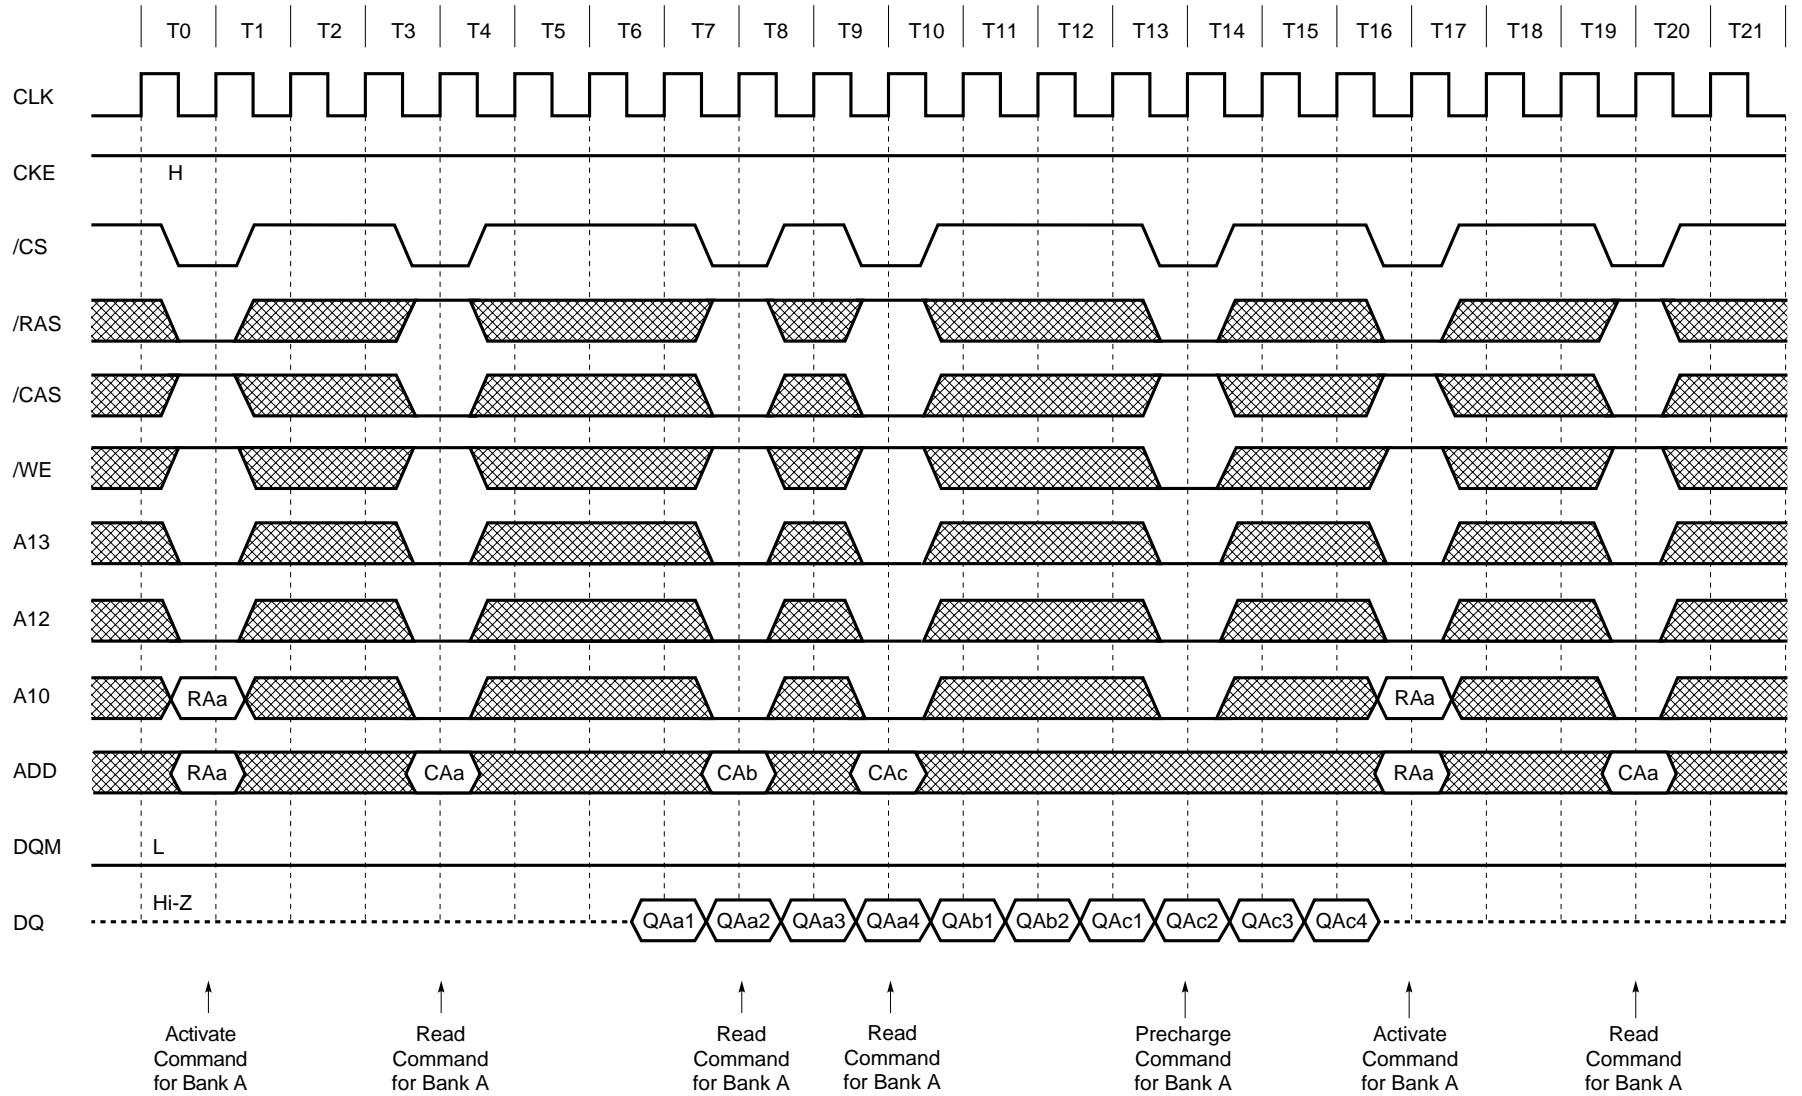 T0 T1 T2 T3 T4 T5 T6 T7 T8 T9 T10 T11 T12 T13 T14 T15 T16 T17 T18 T19 T20 T21
CLK
CKE H
/CS
/RAS
/CAS
/WE
A13
A12
A10 RAa RAa
ADD RAa CAa CAb CAc RAa CAa
DQM L
Hi-Z
DQ QAa1 QAa2 QAa3 QAa4 QAb1 QAb2 QAc1 QAc2 QAc3 QAc4
Activate
Command
for Bank A
Read
Command
for Bank A
Read
Command
for Bank A
Read
Command
for Bank A
Precharge
Command
for Bank A
Activate
Command
for Bank A
Read
Command
for Bank A